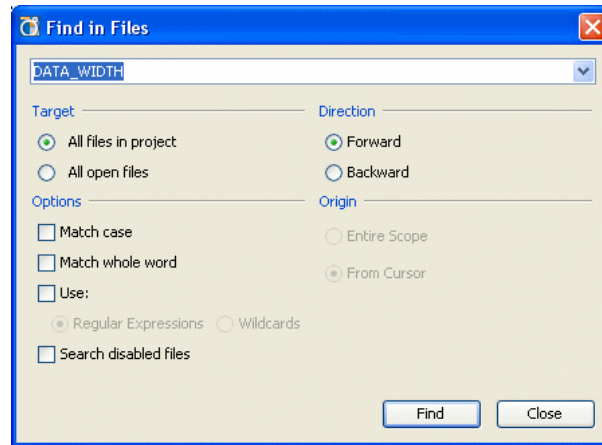 Find in Files
DATA_WIDTH
Target
All files in project
All open files
Direction
Forward
Backward
Options
Match case
Match whole word
Use:
Regular Expressions Wildcards
Search disabled files
Origin
Entire Scope
From Cursor
Find Close